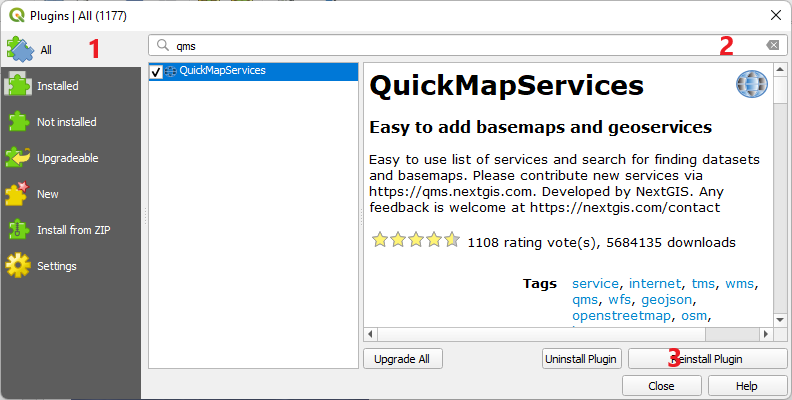 Plugins | All (1177)
All
1
qms
2
Installed
Not installed
Upgradeable
New
Install from ZIP
Settings
QuickMapServices
QuickMapServices
Easy to add basemaps and geoservices
Easy to use list of services and search for finding datasets
and basemaps. Please contribute new services via
https://qms.nextgis.com. Developed by NextGIS. Any
feedback is welcome at https://nextgis.com/contact
1108 rating vote(s), 5684135 downloads
Tags service, internet, tms, wms,
qms, wfs, geojson,
openstreetmap, osm,
Upgrade All
Uninstall Plugin
3
Reinstall Plugin
Close
Help